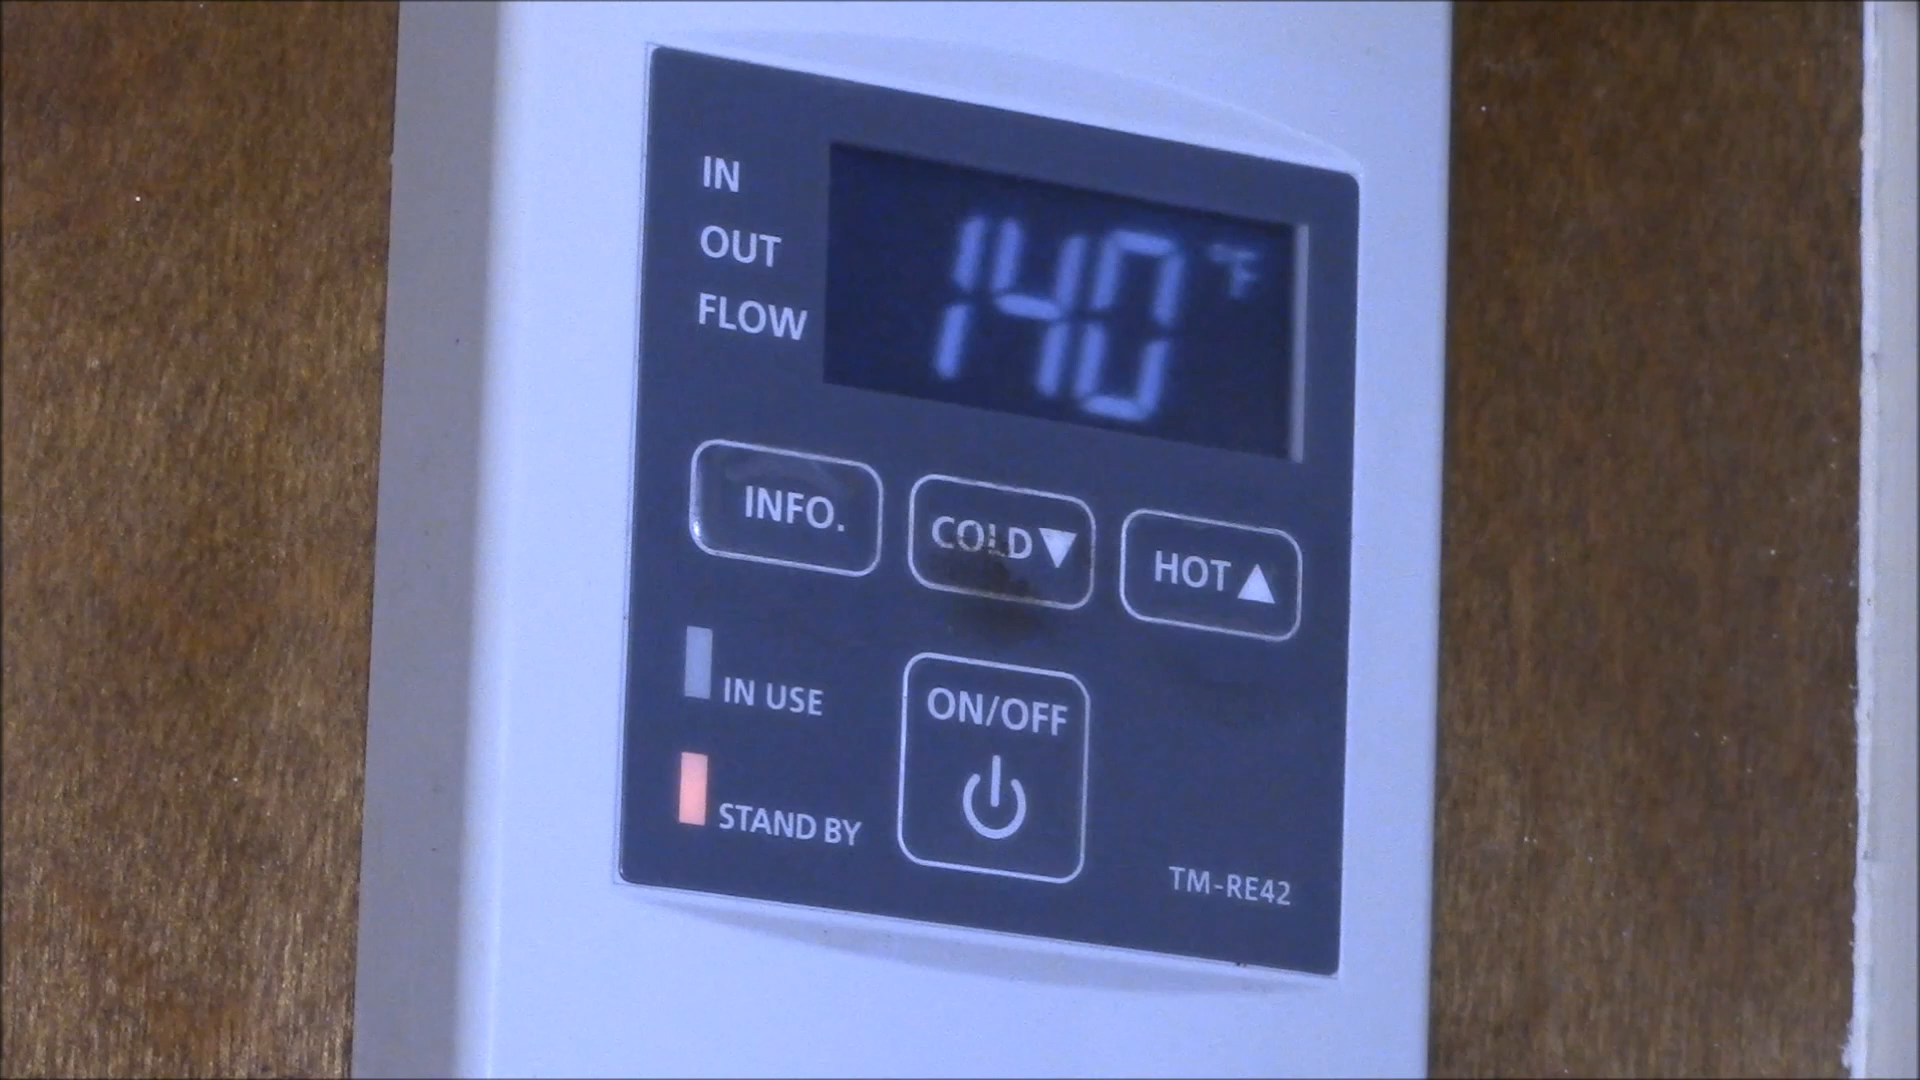 IN
OUT
FLOW
140 °F
INFO.
COLD▼
HOT▲
IN USE
ON/OFF
STAND BY
TM-RE42